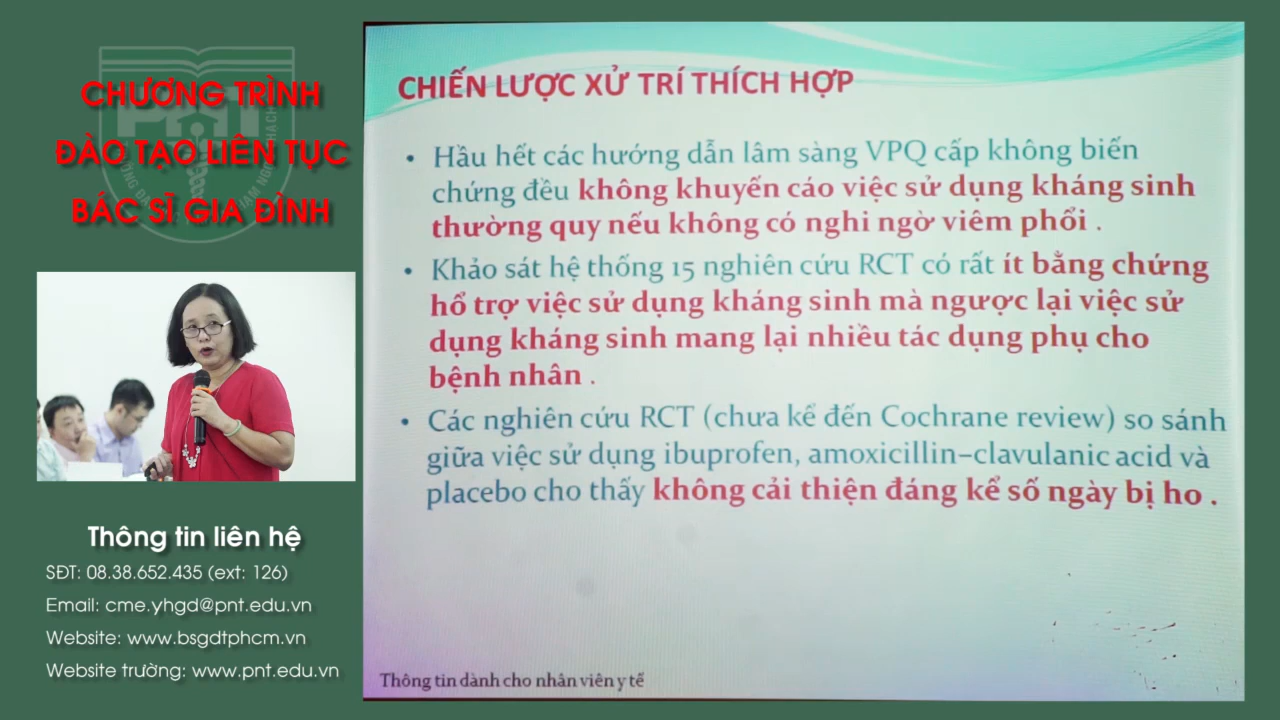 CHƯƠNG TRÌNH
ĐÀO TẠO LIÊN TỤC
BÁC SĨ GIA ĐÌNH
PNT
Thông tin liên hệ
SĐT: 08.38.652.435 (ext: 126)
Email: cme.yhgd@pnt.edu.vn
Website: www.bsgdtphcm.vn
Website trường: www.pnt.edu.vn
CHIẾN LƯỢC XỬ TRÍ THÍCH HỢP
• Hầu hết các hướng dẫn lâm sàng VPQ cấp không biến
chứng đều không khuyến cáo việc sử dụng kháng sinh
thường quy nếu không có nghi ngờ viêm phổi .
• Khảo sát hệ thống 15 nghiên cứu RCT có rất ít bằng chứng
hổ trợ việc sử dụng kháng sinh mà ngược lại việc sử
dụng kháng sinh mang lại nhiều tác dụng phụ cho
bệnh nhân .
• Các nghiên cứu RCT (chưa kể đến Cochrane review) so sánh
giữa việc sử dụng ibuprofen, amoxicillin–clavulanic acid và
placebo cho thấy không cải thiện đáng kể số ngày bị ho .
Thông tin dành cho nhân viên y tế